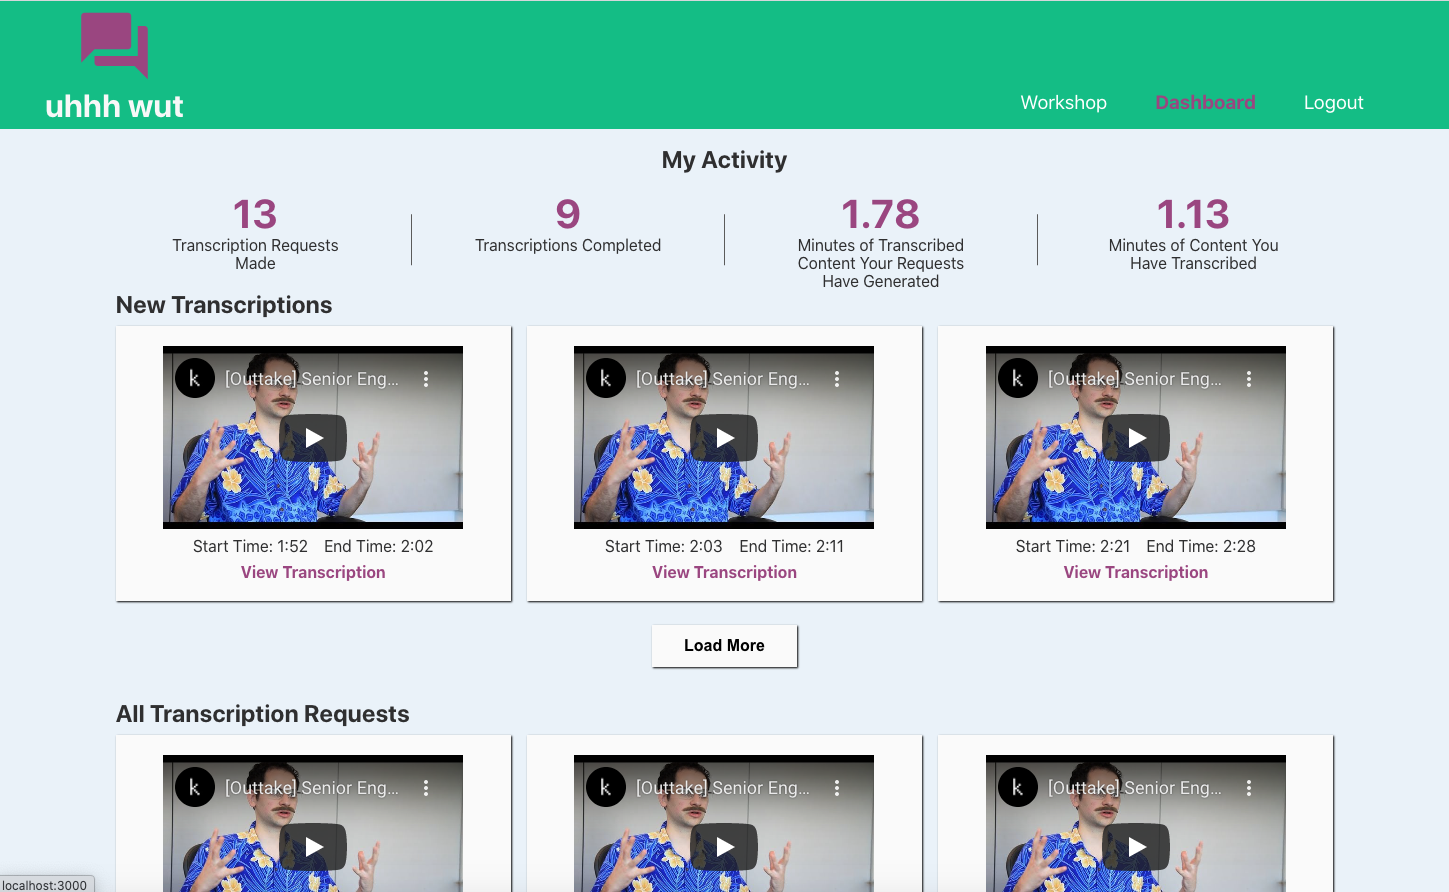 uhhh wut
Workshop
Dashboard
Logout
My Activity
13
Transcription Requests
Made
9
Transcriptions Completed
1.78
Minutes of Transcribed
Content Your Requests
Have Generated
1.13
Minutes of Content You
Have Transcribed
New Transcriptions
k
[Outtake] Senior Eng...
Start Time: 1:52 End Time: 2:02
View Transcription
k
[Outtake] Senior Eng...
Start Time: 2:03 End Time: 2:11
View Transcription
k
[Outtake] Senior Eng...
Start Time: 2:21 End Time: 2:28
View Transcription
Load More
All Transcription Requests
k
[Outtake] Senior Eng...
k
[Outtake] Senior Eng...
k
[Outtake] Senior Eng...
localhost:3000